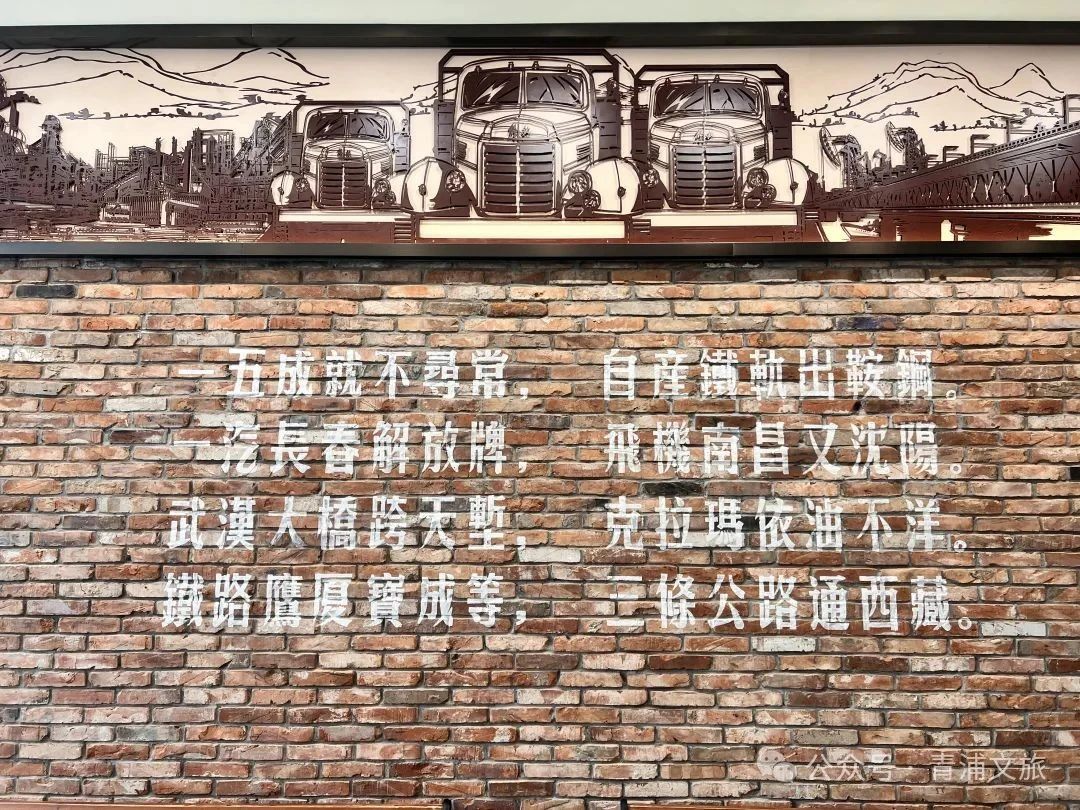 一五成就不尋常， 自産鐵軌出鞍鋼。
一汽長春解放牌， 飛機南昌又沈陽。
武漢大橋跨天塹， 克拉瑪依油不洋。
鐵路鷹厦寶成等， 三條公路通西藏。
公众号 · 青浦文旅